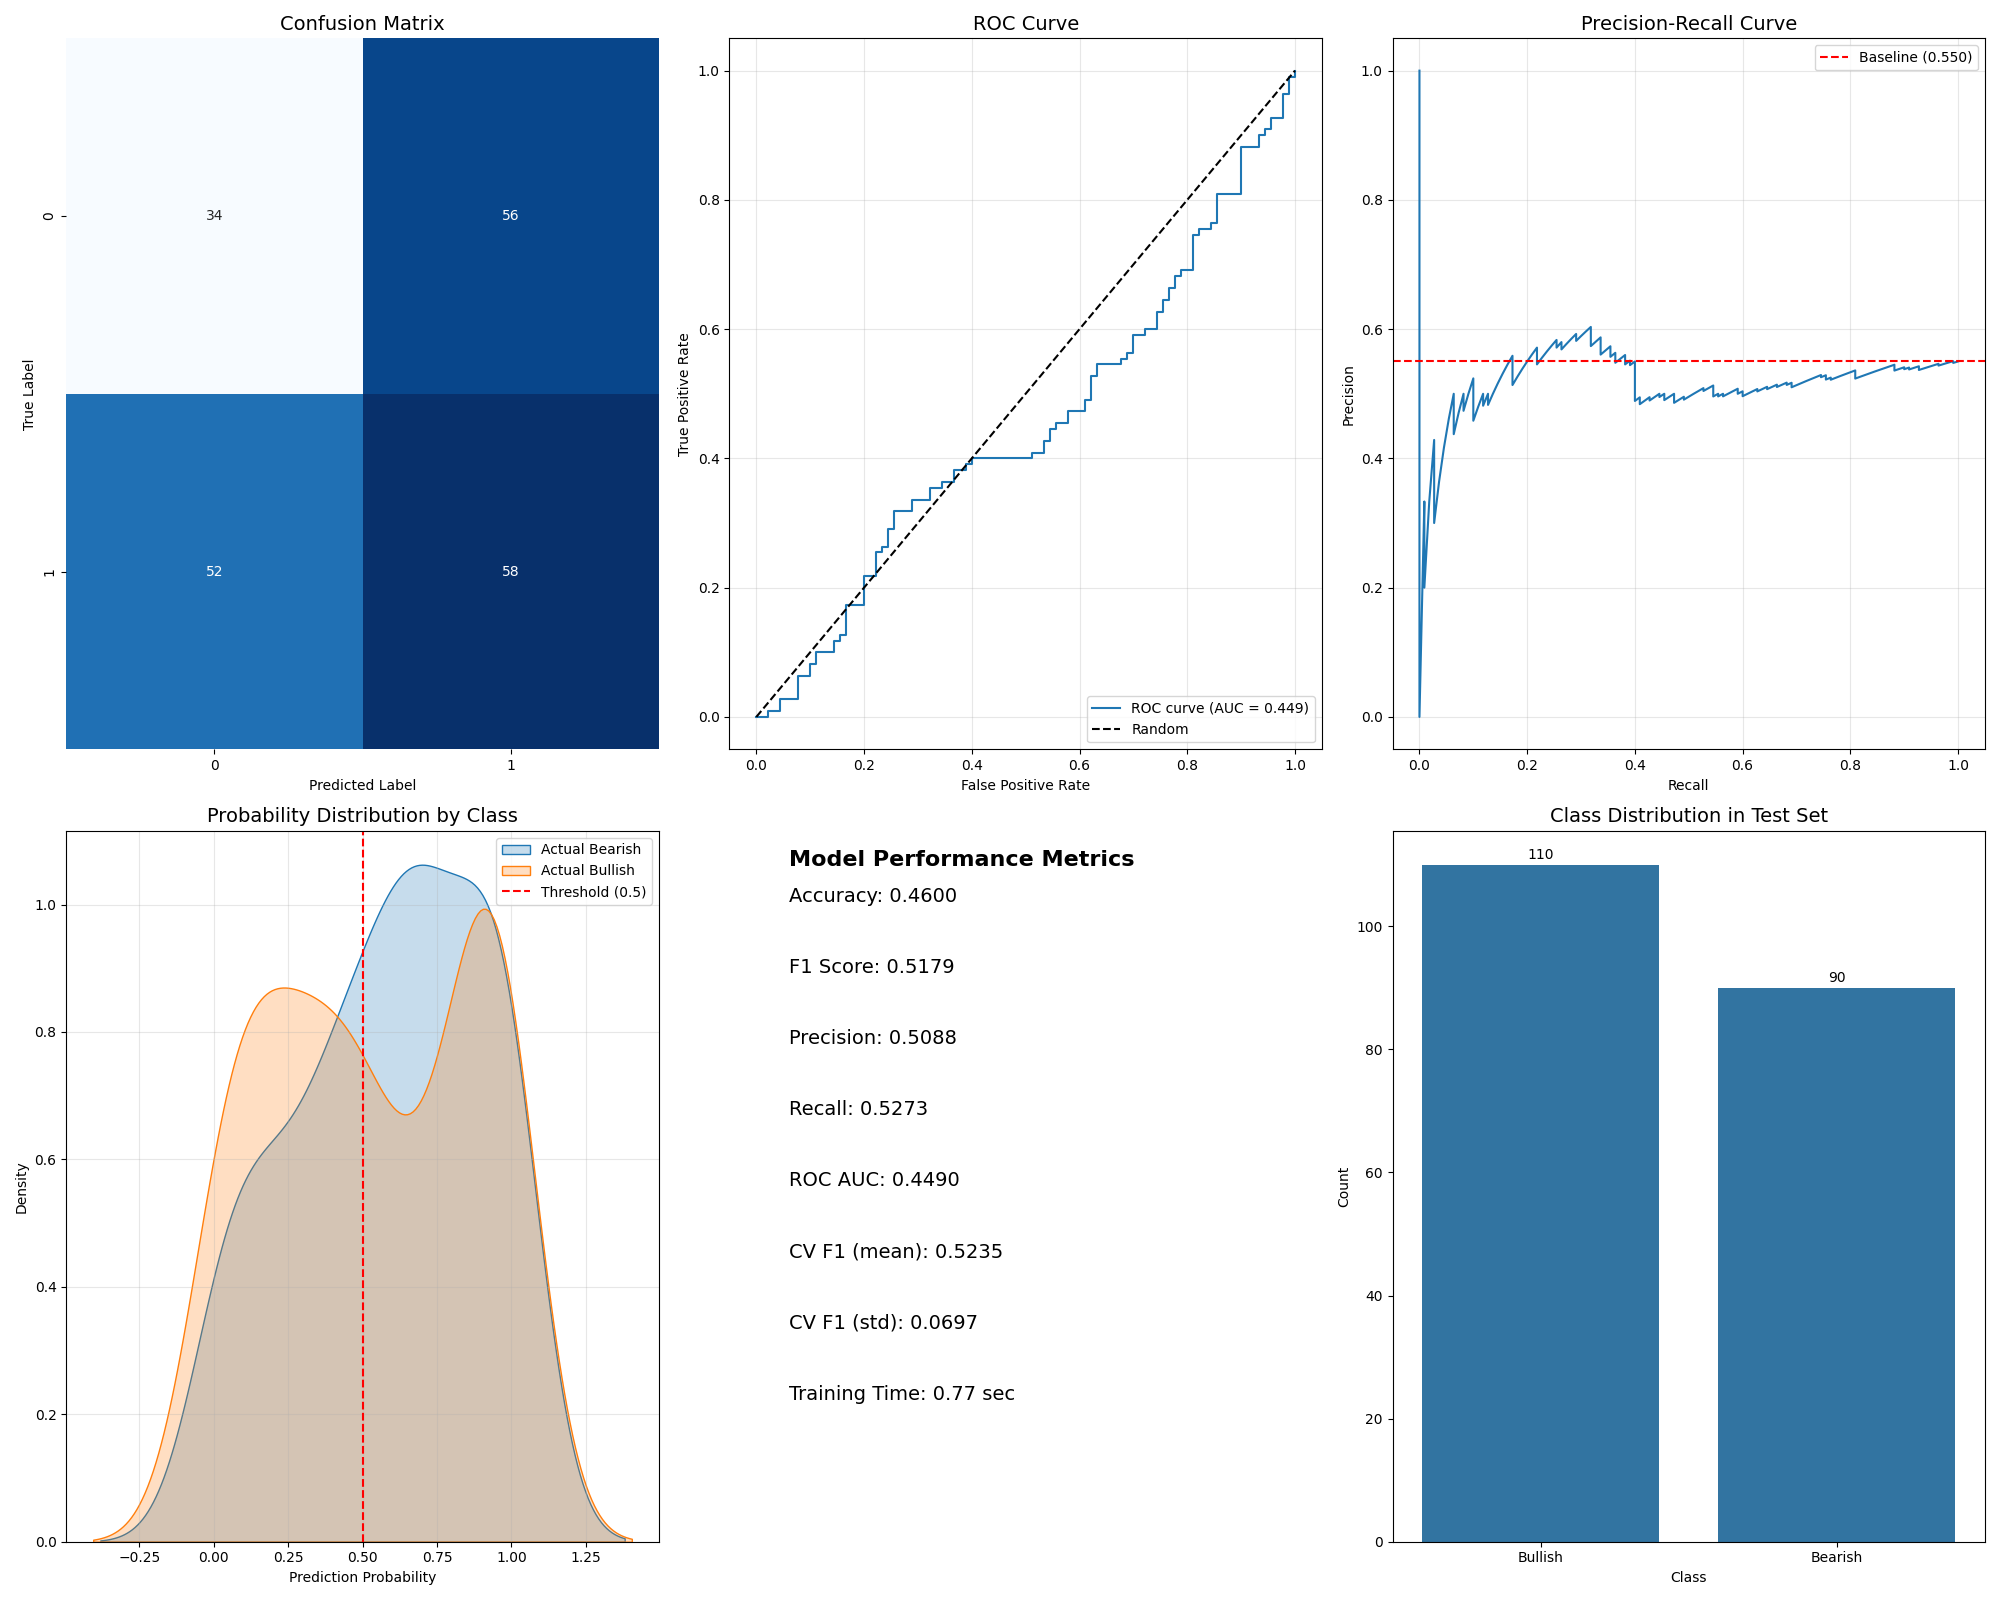 Confusion Matrix
34
56
52
58
0
1
True Label
0
1
Predicted Label
ROC Curve
1.0
0.8
0.6
0.4
0.2
0.0
True Positive Rate
ROC curve (AUC = 0.449)
Random
0.0
0.2
0.4
0.6
0.8
1.0
False Positive Rate
Precision-Recall Curve
Baseline (0.550)
1.0
0.8
0.6
0.4
0.2
0.0
Precision
0.0
0.2
0.4
0.6
0.8
1.0
Recall
Probability Distribution by Class
Actual Bearish
Actual Bullish
Threshold (0.5)
1.0
0.8
0.6
0.4
0.2
0.0
Density
−0.25
0.00
0.25
0.50
0.75
1.00
1.25
Prediction Probability
Model Performance Metrics
Accuracy: 0.4600
F1 Score: 0.5179
Precision: 0.5088
Recall: 0.5273
ROC AUC: 0.4490
CV F1 (mean): 0.5235
CV F1 (std): 0.0697
Training Time: 0.77 sec
Class Distribution in Test Set
110
90
100
80
60
40
20
0
Count
Bullish
Bearish
Class